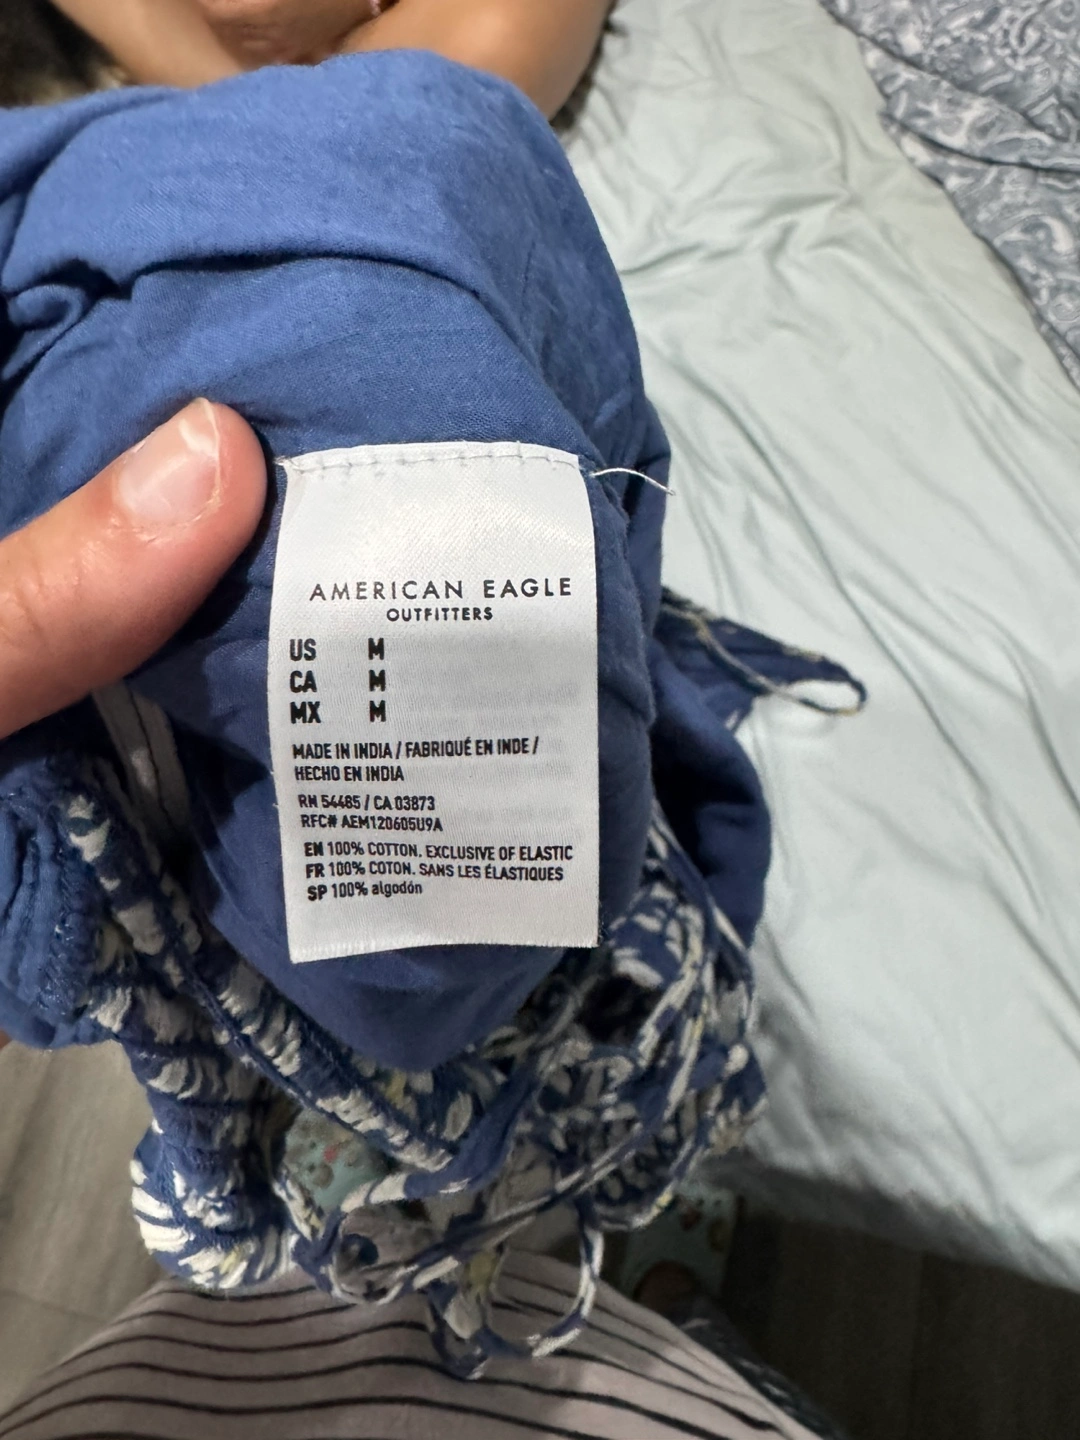 AMERICAN EAGLE
OUTFITTERS
US M
CA M
MX M
MADE IN INDIA / FABRIQUÉ EN INDE /
HECHO EN INDIA
RN 54485 / CA 03873
RFC# AEM120605U9A
EN 100% COTTON. EXCLUSIVE OF ELASTIC
FR 100% COTON. SANS LES ÉLASTIQUES
SP 100% algodón